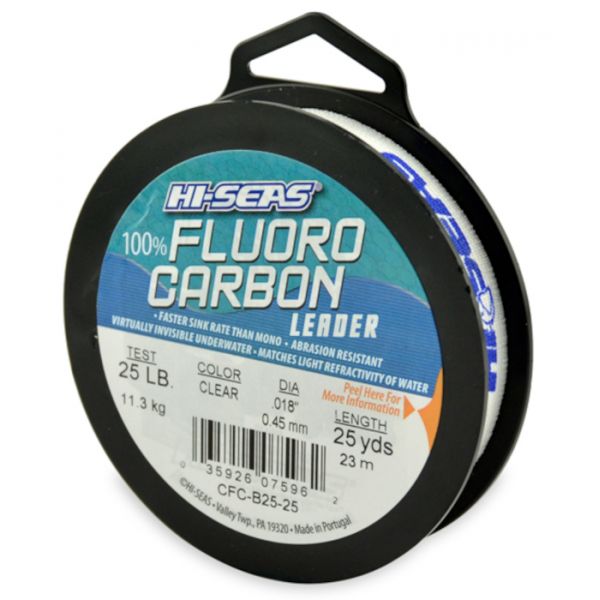 HI-SEAS®
100% FLUORO
CARBON
LEADER
• FASTER SINK RATE THAN MONO • ABRASION RESISTANT
VIRTUALLY INVISIBLE UNDERWATER • MATCHES LIGHT REFRACTIVITY OF WATER
TEST
25 LB.
11.3 kg
COLOR
CLEAR
DIA
.018"
0.45 mm
Peel Here For
More Information
LENGTH
25 yds
23 m
0 35926 07596 2
CFC-B25-25
©HI-SEAS • Valley Twp., PA 19320 • Made in Portugal